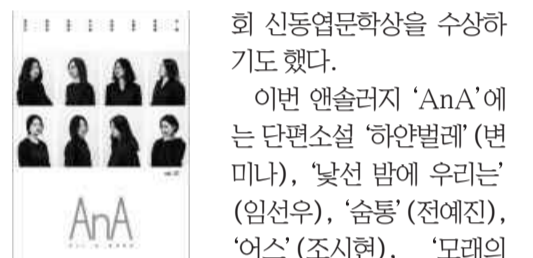 AnA
회 신동엽문학상을 수상하
기도 했다.
이번 앤솔러지 ‘AnA’에
는 단편소설 ‘하얀벌레’(변
미나), ‘낯선 밤에 우리는’
(임선우), ‘숨통’(전예진),
‘어스’(조시현), ‘모래의